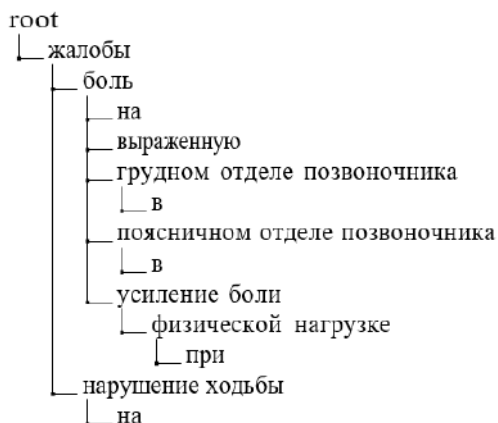 root
жалобы
боль
на
выраженную
грудном отделе позвоночника
в
поясничном отделе позвоночника
в
усиление боли
физической нагрузке
при
нарушение ходьбы
на